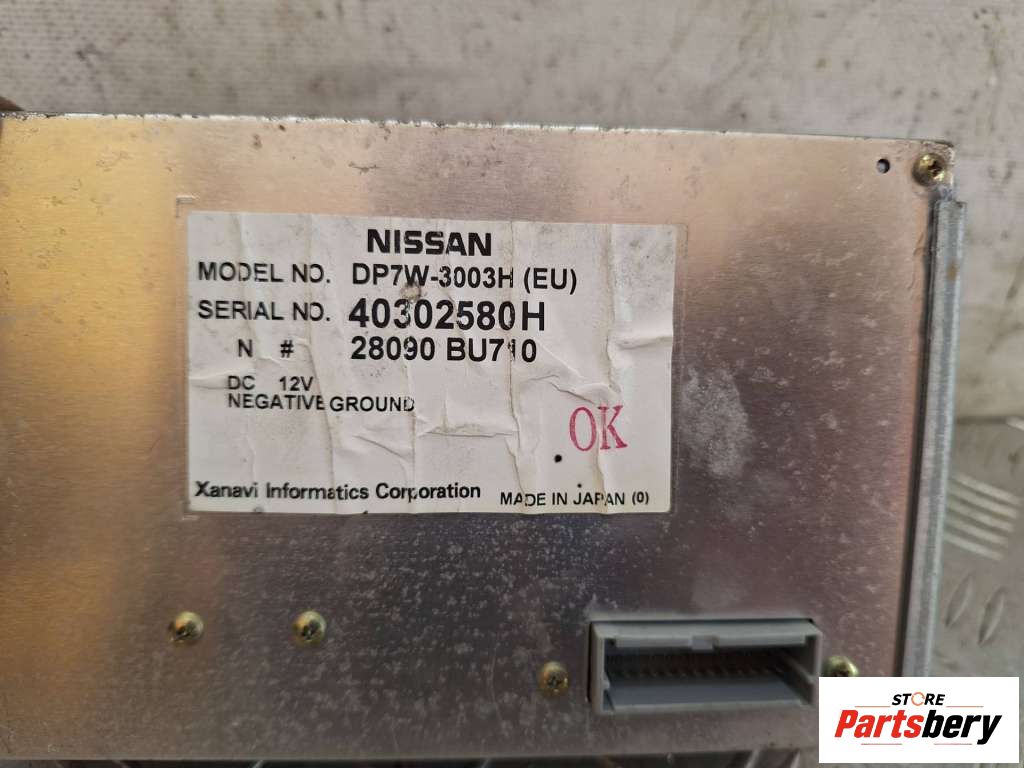 NISSAN
MODEL NO. DP7W-3003H (EU)
SERIAL NO. 40302580H
N # 28090 BU710
DC 12V
NEGATIVE GROUND
OK
Xanavi Informatics Corporation MADE IN JAPAN (0)
STORE
Partsbery